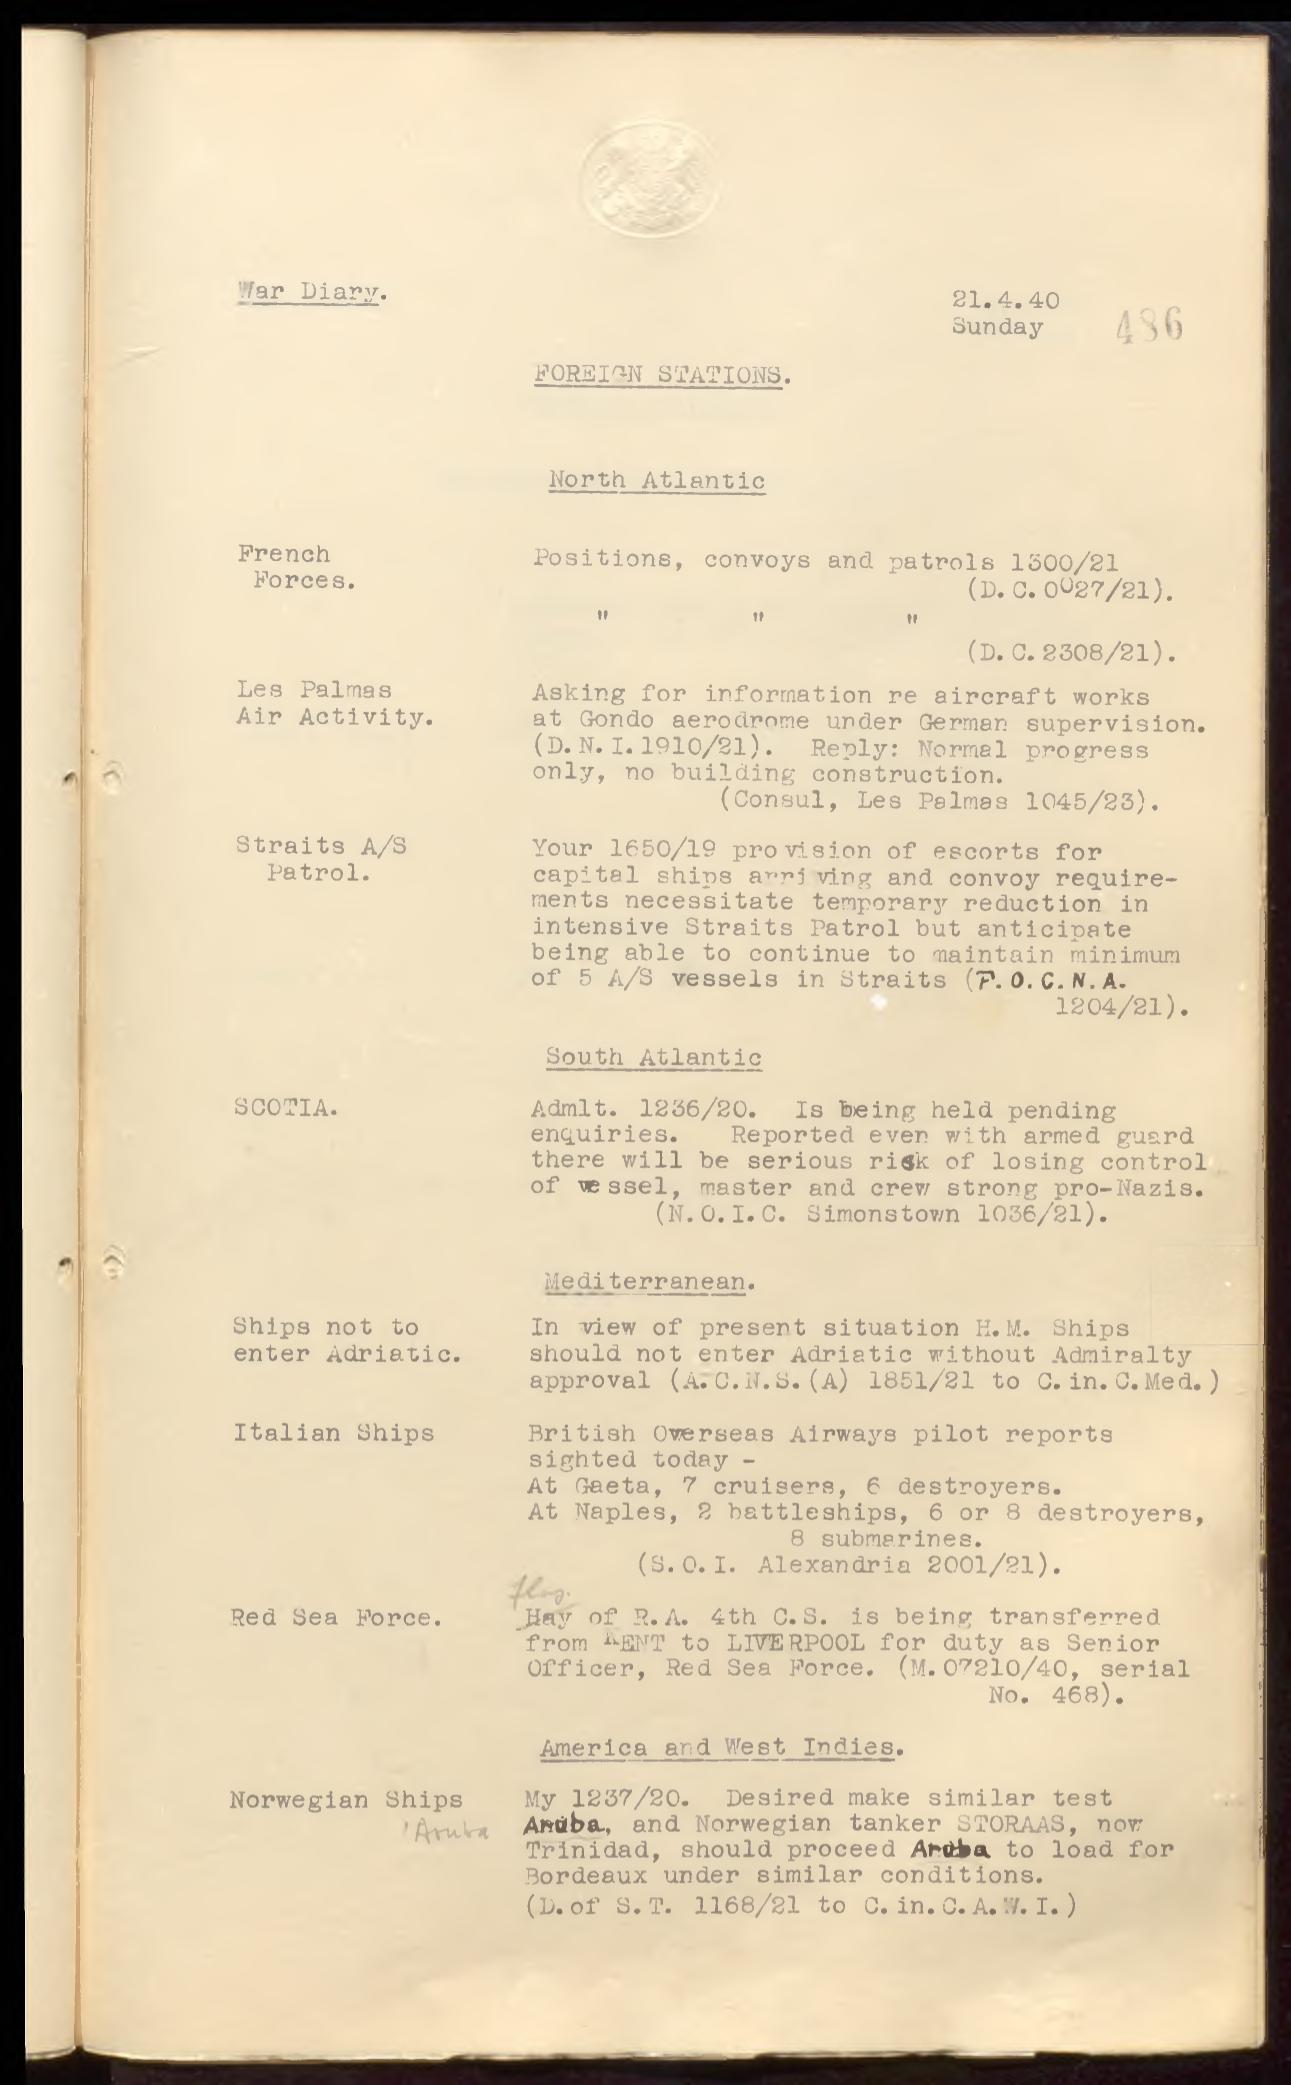 War Diary.
21.4.40
Sunday
486
FOREIGN STATIONS.
North Atlantic
French
Forces.
Positions, convoys and patrols 1300/21
(D.C.0027/21).
" " "
(D.C.2308/21).
Les Palmas
Air Activity.
Asking for information re aircraft works
at Gondo aerodrome under German supervision.
(D.N.I.1910/21). Reply: Normal progress
only, no building construction.
(Consul, Les Palmas 1045/23).
Straits A/S
Patrol.
Your 1650/19 provision of escorts for
capital ships arriving and convoy require-
ments necessitate temporary reduction in
intensive Straits Patrol but anticipate
being able to continue to maintain minimum
of 5 A/S vessels in Straits (F.O.C.N.A.
1204/21).
South Atlantic
SCOTIA.
Admlt. 1236/20. Is being held pending
enquiries. Reported even with armed guard
there will be serious risk of losing control
of vessel, master and crew strong pro-Nazis.
(N.O.I.C. Simonstown 1036/21).
Mediterranean.
Ships not to
enter Adriatic.
In view of present situation H.M. Ships
should not enter Adriatic without Admiralty
approval (A.C.N.S.(A) 1851/21 to C.in.C.Med.)
Italian Ships
British Overseas Airways pilot reports
sighted today -
At Gaeta, 7 cruisers, 6 destroyers.
At Naples, 2 battleships, 6 or 8 destroyers,
8 submarines.
(S.O.I. Alexandria 2001/21).
flag.
Red Sea Force.
Hay of R.A. 4th C.S. is being transferred
from KENT to LIVERPOOL for duty as Senior
Officer, Red Sea Force. (M.07210/40, serial
No. 468).
America and West Indies.
Norwegian Ships
Aruba
My 1237/20. Desired make similar test
Aruba, and Norwegian tanker STORAAS, now
Trinidad, should proceed Aruba to load for
Bordeaux under similar conditions.
(D.of S.T. 1168/21 to C.in.C.A.W.I.)